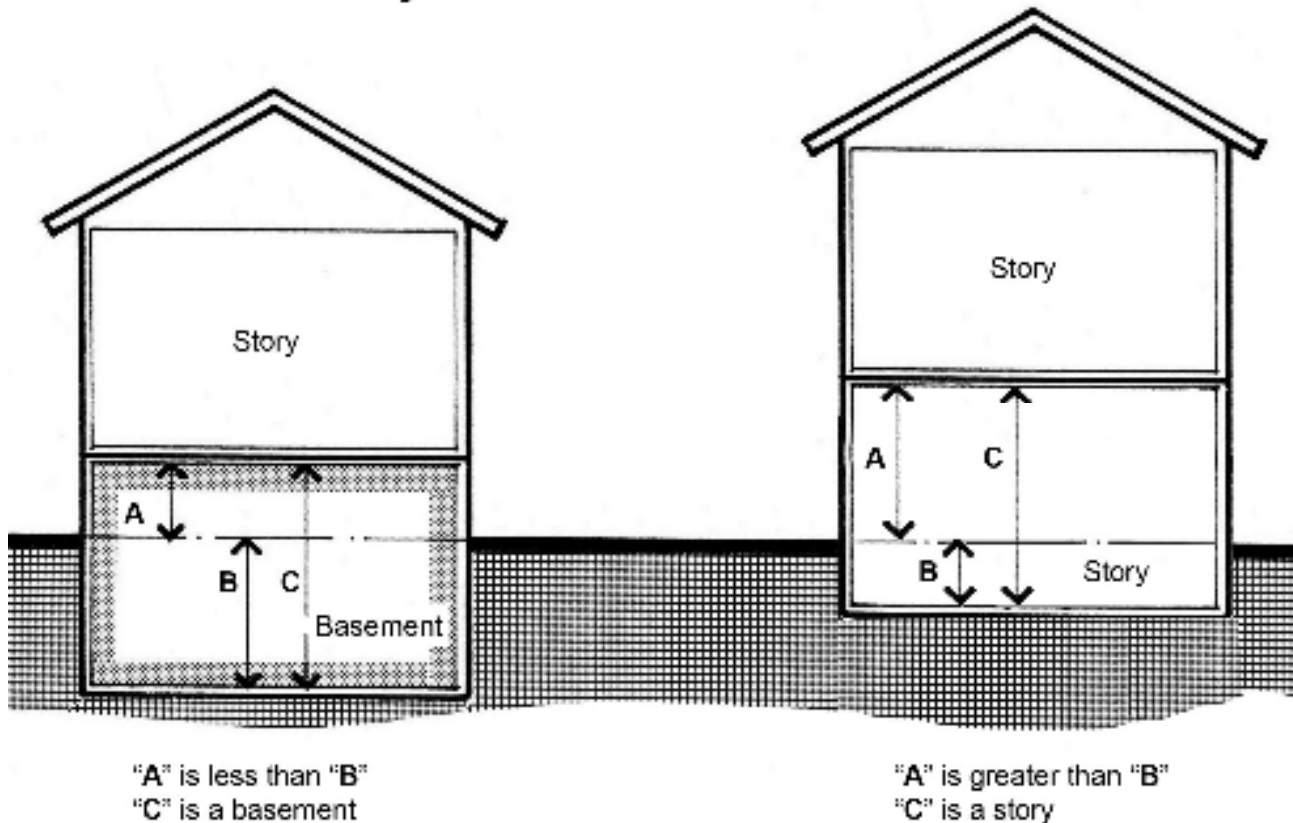 Story
A
B
C
Basement
"A" is less than "B"
"C" is a basement
Story
A
C
B
Story
"A" is greater than "B"
"C" is a story